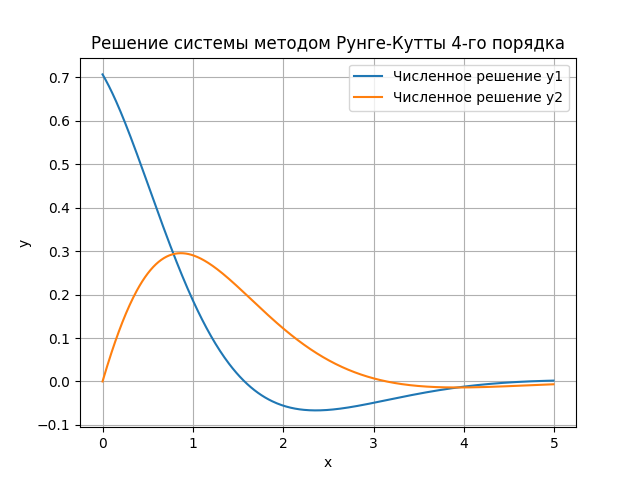 Решение системы методом Рунге-Кутты 4-го порядка
Численное решение y1
Численное решение y2
0.7
0.6
0.5
0.4
0.3
0.2
0.1
0.0
−0.1
y
0 1 2 3 4 5
x